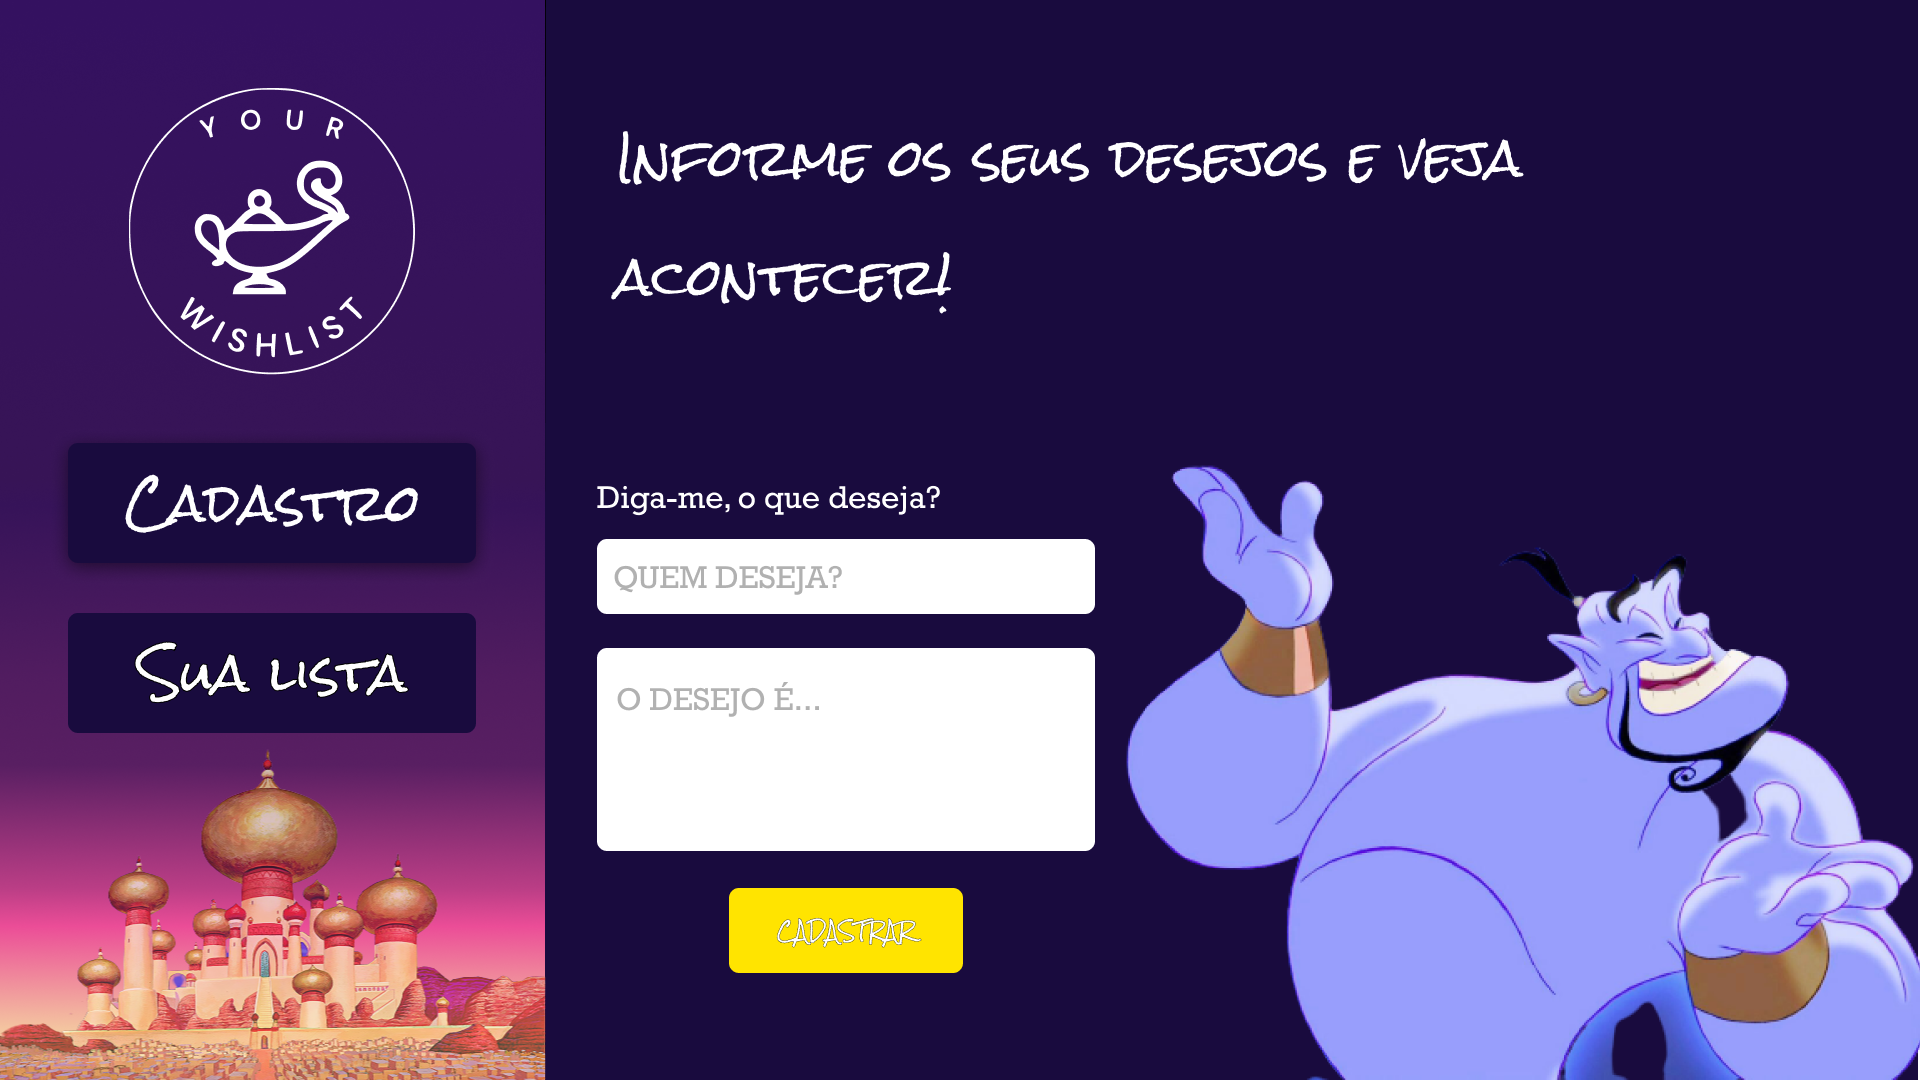 YOUR
WISHLIST
Cadastro
Sua lista
Informe os seus desejos e veja
acontecer!
Diga-me, o que deseja?
QUEM DESEJA?
O DESEJO É...
CADASTRAR